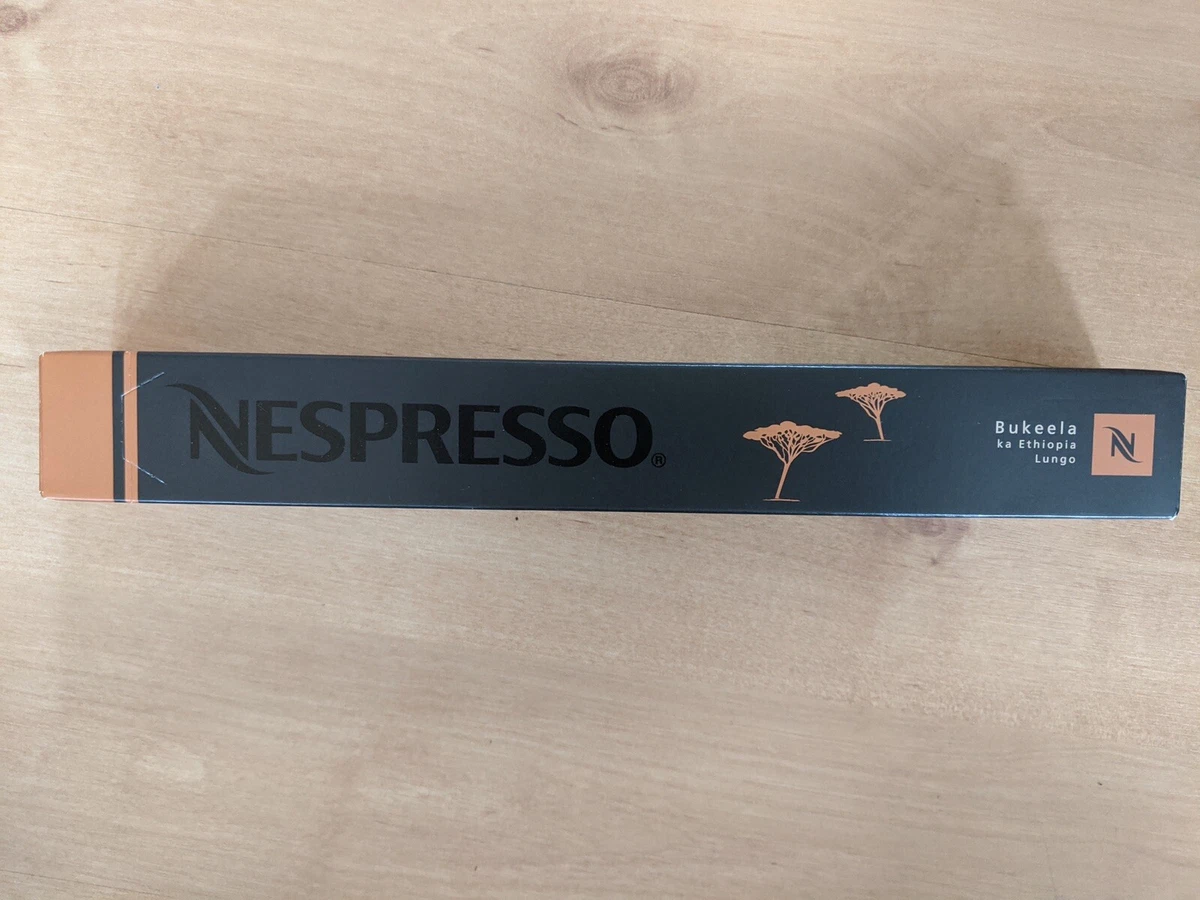 NESPRESSO®
Bukeela
ka Ethiopia
Lungo
N